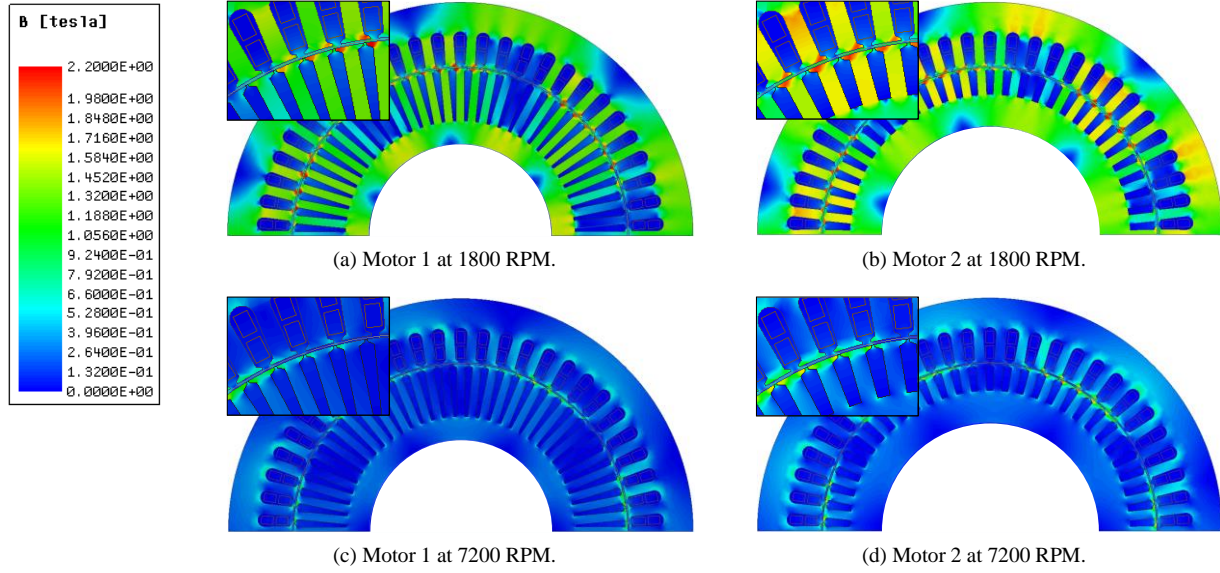 B [tesla]
2.2000E+00
1.9800E+00
1.8480E+00
1.7160E+00
1.5840E+00
1.4520E+00
1.3200E+00
1.1880E+00
1.0560E+00
9.2400E-01
7.9200E-01
6.6000E-01
5.2800E-01
3.9600E-01
2.6400E-01
1.3200E-01
0.0000E+00
(a) Motor 1 at 1800 RPM.
(b) Motor 2 at 1800 RPM.
(c) Motor 1 at 7200 RPM.
(d) Motor 2 at 7200 RPM.